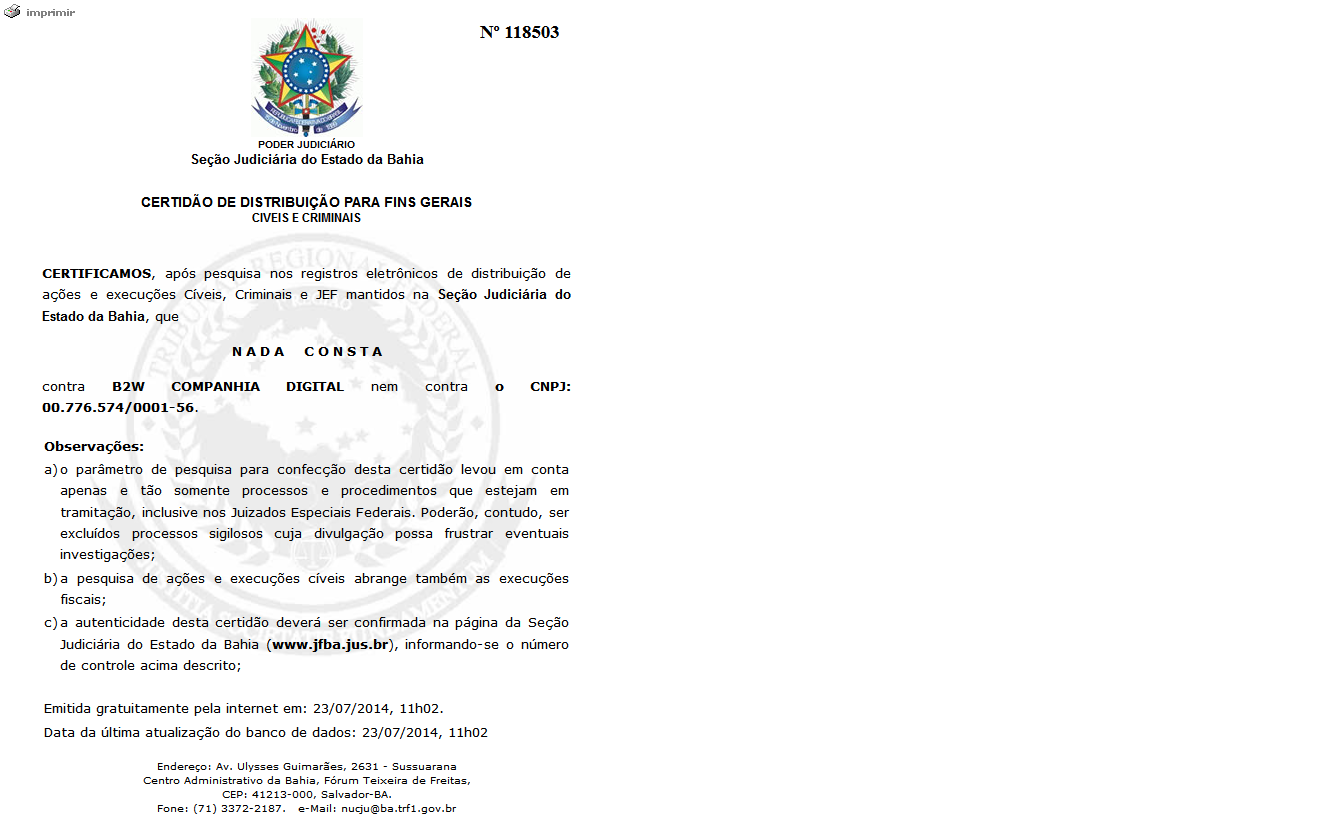 imprimir
Nº 118503
PODER JUDICIÁRIO
Seção Judiciária do Estado da Bahia
CERTIDÃO DE DISTRIBUIÇÃO PARA FINS GERAIS
CIVEIS E CRIMINAIS
CERTIFICAMOS, após pesquisa nos registros eletrônicos de distribuição de
ações e execuções Cíveis, Criminais e JEF mantidos na Seção Judiciária do
Estado da Bahia, que
NADA CONSTA
contra B2W COMPANHIA DIGITAL nem contra o CNPJ:
00.776.574/0001-56.
Observações:
a) o parâmetro de pesquisa para confecção desta certidão levou em conta
apenas e tão somente processos e procedimentos que estejam em
tramitação, inclusive nos Juizados Especiais Federais. Poderão, contudo, ser
excluídos processos sigilosos cuja divulgação possa frustrar eventuais
investigações;
b) a pesquisa de ações e execuções cíveis abrange também as execuções
fiscais;
c) a autenticidade desta certidão deverá ser confirmada na página da Seção
Judiciária do Estado da Bahia (www.jfba.jus.br), informando-se o número
de controle acima descrito;
Emitida gratuitamente pela internet em: 23/07/2014, 11h02.
Data da última atualização do banco de dados: 23/07/2014, 11h02
Endereço: Av. Ulysses Guimarães, 2631 - Sussuarana
Centro Administrativo da Bahia, Fórum Teixeira de Freitas,
CEP: 41213-000, Salvador-BA.
Fone: (71) 3372-2187. e-Mail: nucju@ba.trf1.gov.br
TRIBUNAL REGIONAL FEDERAL